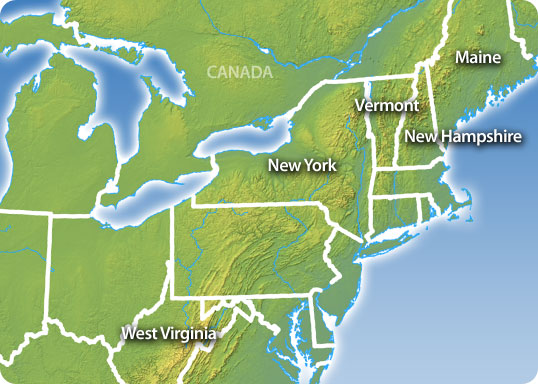 Maine
CANADA
Vermont
New Hampshire
New York
West Virginia